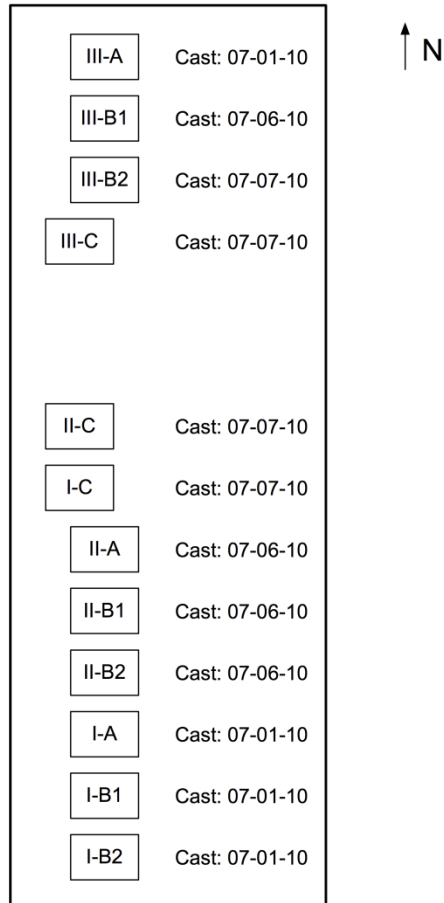 III-A Cast: 07-01-10
N
III-B1 Cast: 07-06-10
III-B2 Cast: 07-07-10
III-C Cast: 07-07-10
II-C Cast: 07-07-10
I-C Cast: 07-07-10
II-A Cast: 07-06-10
II-B1 Cast: 07-06-10
II-B2 Cast: 07-06-10
I-A Cast: 07-01-10
I-B1 Cast: 07-01-10
I-B2 Cast: 07-01-10